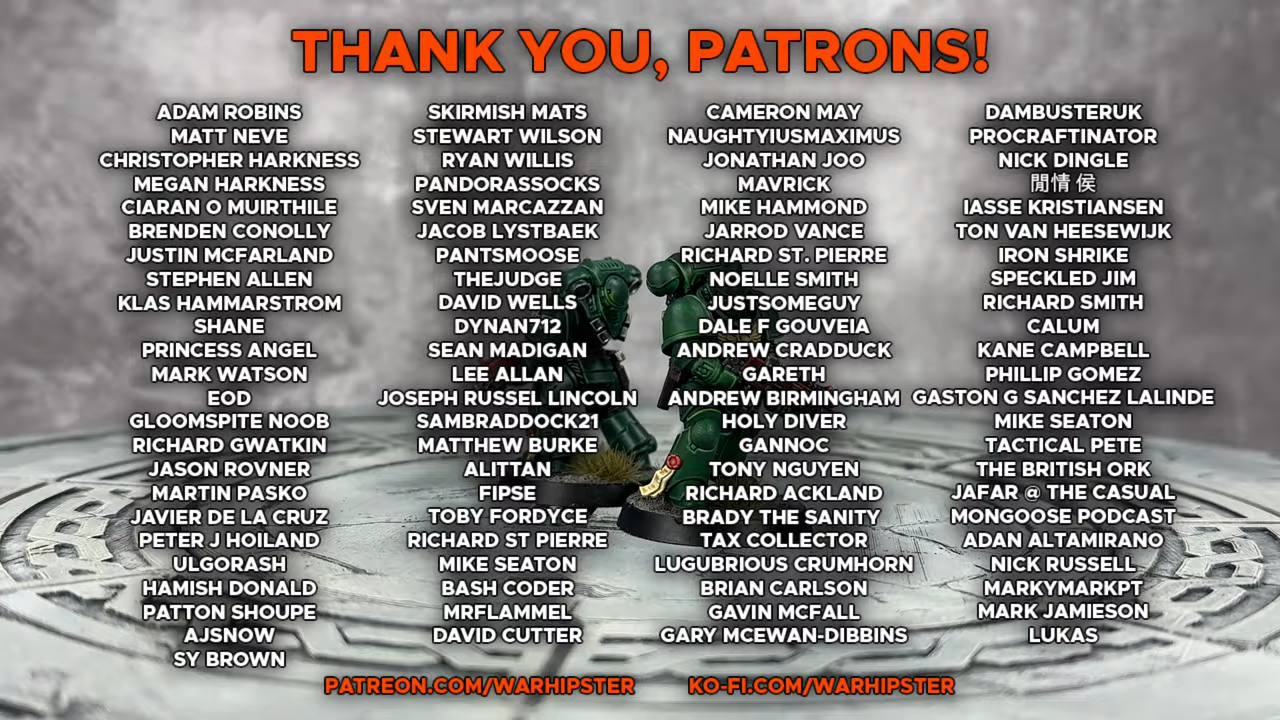 THANK YOU, PATRONS!
ADAM ROBINS
MATT NEVE
CHRISTOPHER HARKNESS
MEGAN HARKNESS
CIARAN O MUIRTHILE
BRENDEN CONOLLY
JUSTIN MCFARLAND
STEPHEN ALLEN
KLAS HAMMARSTROM
SHANE
PRINCESS ANGEL
MARK WATSON
EOD
GLOOMSPITE NOOB
RICHARD GWATKIN
JASON ROVNER
MARTIN PASKO
JAVIER DE LA CRUZ
PETER J HOILAND
ULGORASH
HAMISH DONALD
PATTON SHOUPE
AJSNOW
SY BROWN
SKIRMISH MATS
STEWART WILSON
RYAN WILLIS
PANDORASSOCKS
SVEN MARCAZZAN
JACOB LYSTBAEK
PANTSMOOSE
THEJUDGE
DAVID WELLS
DYNAN712
SEAN MADIGAN
LEE ALLAN
JOSEPH RUSSEL LINCOLN
SAMBRADDOCK21
MATTHEW BURKE
ALITTAN
FIPSE
TOBY FORDYCE
RICHARD ST PIERRE
MIKE SEATON
BASH CODER
MRFLAMMEL
DAVID CUTTER
CAMERON MAY
NAUGHTYIUSMAXIMUS
JONATHAN JOO
MAVRICK
MIKE HAMMOND
JARROD VANCE
RICHARD ST. PIERRE
NOELLE SMITH
JUSTSOMEGUY
DALE F GOUVEIA
ANDREW CRADDUCK
GARETH
ANDREW BIRMINGHAM
HOLY DIVER
GANNOC
TONY NGUYEN
RICHARD ACKLAND
BRADY THE SANITY
TAX COLLECTOR
LUGUBRIOUS CRUMHORN
BRIAN CARLSON
GAVIN MCFALL
GARY MCEWAN-DIBBINS
DAMBUSTERUK
PROCRAFTINATOR
NICK DINGLE
閒情 侯
IASSE KRISTIANSEN
TON VAN HEESEWIJK
IRON SHRIKE
SPECKLED JIM
RICHARD SMITH
CALUM
KANE CAMPBELL
PHILLIP GOMEZ
GASTON G SANCHEZ LALINDE
MIKE SEATON
TACTICAL PETE
THE BRITISH ORK
JAFAR @ THE CASUAL
MONGOOSE PODCAST
ADAN ALTAMIRANO
NICK RUSSELL
MARKYMARKPT
MARK JAMIESON
LUKAS
PATREON.COM/WARHIPSTER
KO-FI.COM/WARHIPSTER